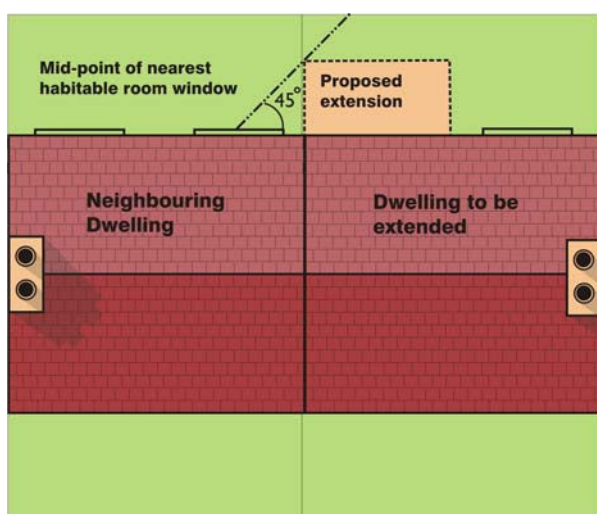 Mid-point of nearest
habitable room window
45°
Proposed
extension
Neighbouring
Dwelling
Dwelling to be
extended